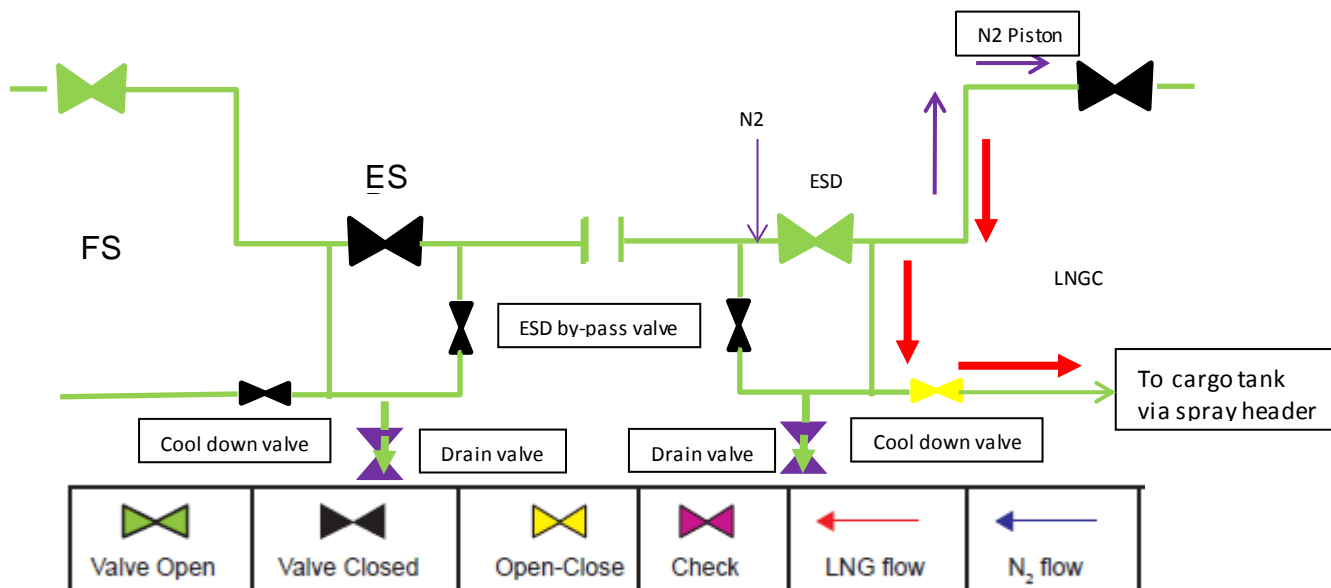 N2 Piston
N2
ES
ESD
FS
LNGC
ESD by-pass valve
To cargo tank
via spray header
Cool down valve
Drain valve
Drain valve
Cool down valve
Valve Open
Valve Closed
Open-Close
Check
LNG flow
N₂ flow